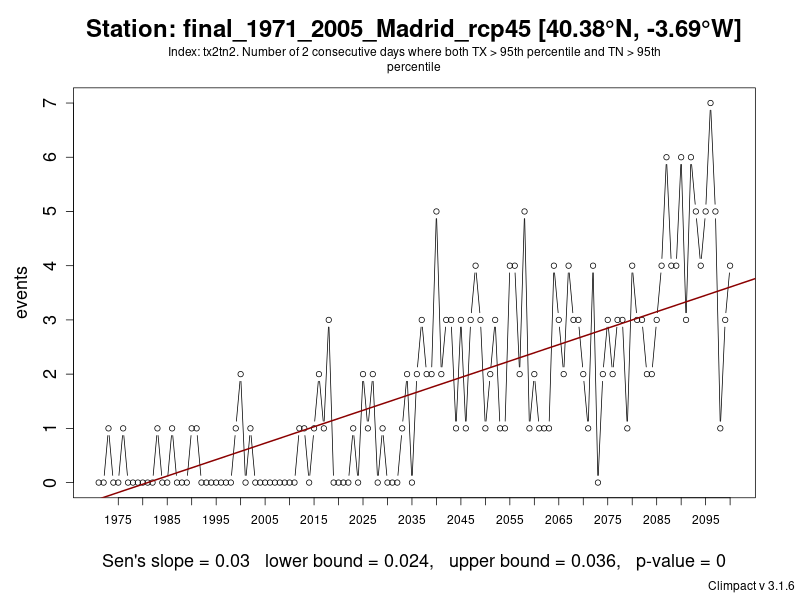 Station: final_1971_2005_Madrid_rcp45 [40.38°N, -3.69°W]
Index: tx2tn2. Number of 2 consecutive days where both TX > 95th percentile and TN > 95th
percentile
7
6
5
4
3
2
1
0
events
1975 1985 1995 2005 2015 2025 2035 2045 2055 2065 2075 2085 2095
Sen's slope = 0.03 lower bound = 0.024, upper bound = 0.036, p-value = 0
Climpact v 3.1.6